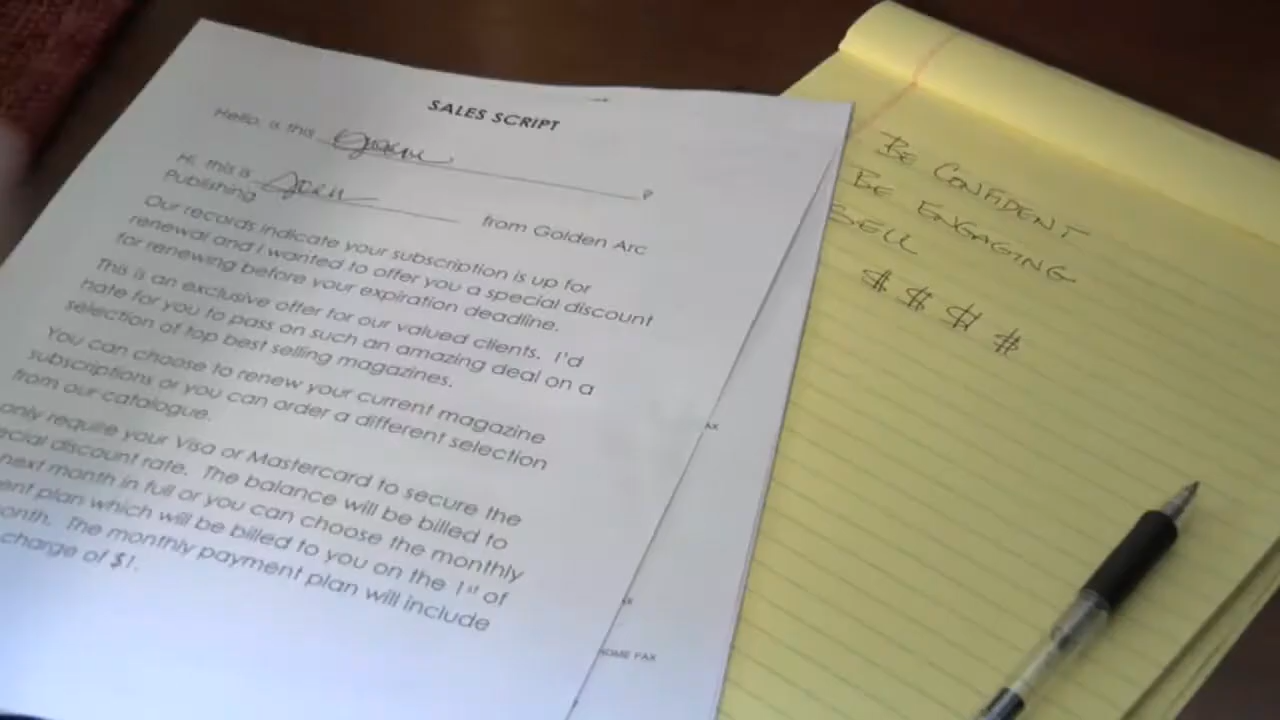 SALES SCRIPT
Hello, is this ?
Hi, this is from Golden Arc
Publishing
Our records indicate your subscription is up for
renewal and I wanted to offer you a special discount
for renewing before your expiration deadline.
This is an exclusive offer for our valued clients. I'd
hate for you to pass on such an amazing deal on a
selection of top best selling magazines.
You can choose to renew your current magazine
subscriptions or you can order a different selection
from our catalogue.
only require your Visa or Mastercard to secure the
discount rate. The balance will be billed to
next month in full or you can choose the monthly
plan which will be billed to you on the 1st of
The monthly payment plan will include
charge of $1.
FAX
BE CONFIDENT
BE ENGAGING
SELL
$ $ $ $